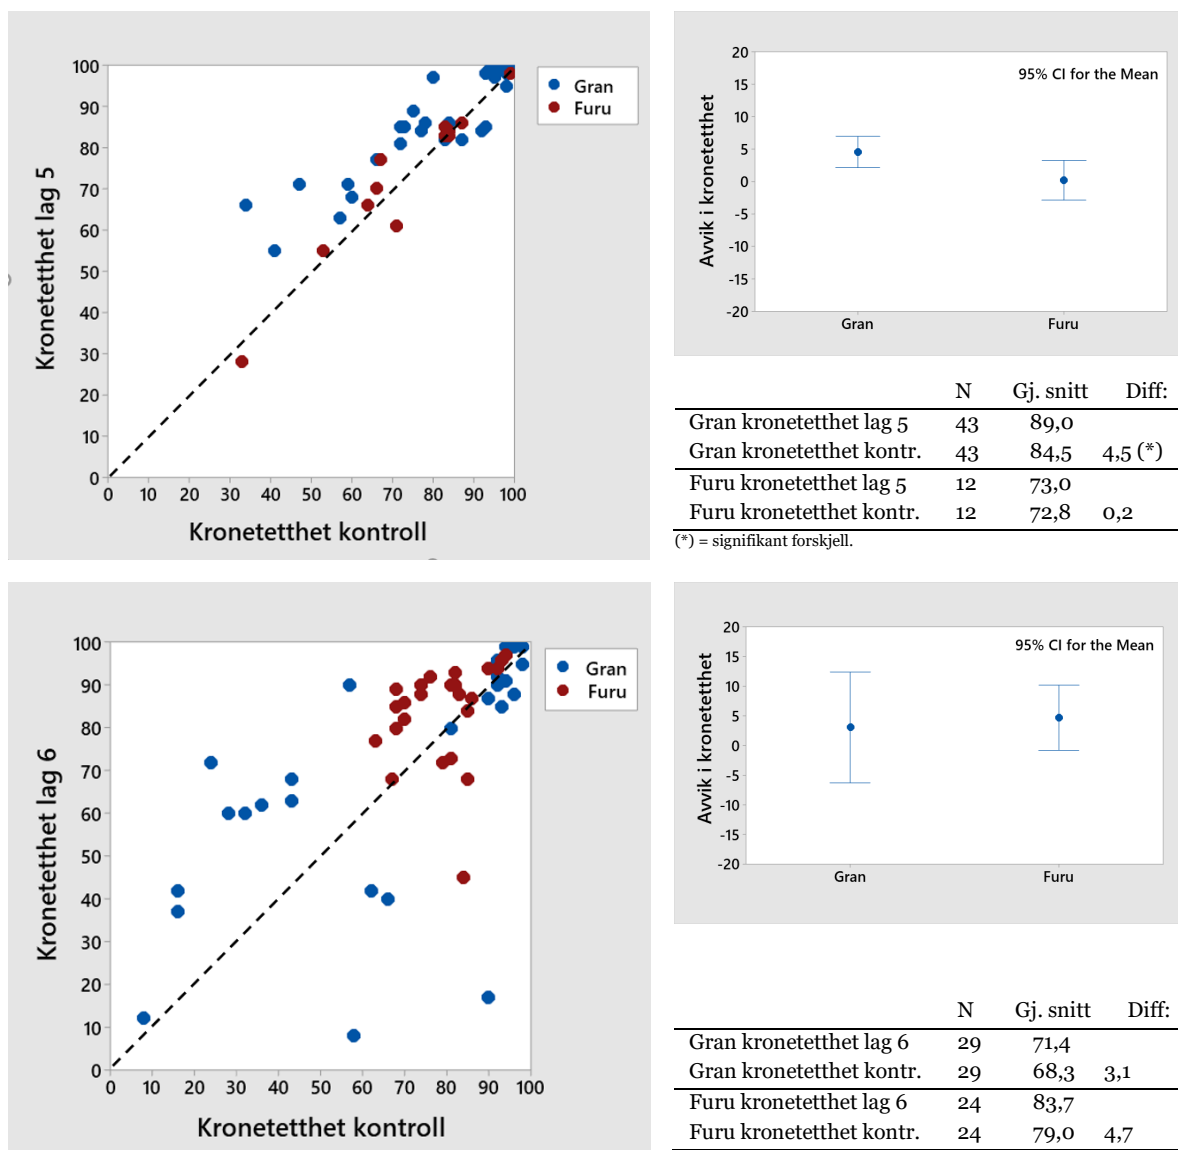 100
90
80
70
60
50
40
30
20
10
0
0 10 20 30 40 50 60 70 80 90 100
Kronetetthet lag 5
Kronetetthet kontroll
Gran
Furu
20
15
10
5
0
-5
-10
-15
-20
Avvik i kronetetthet
95% CI for the Mean
Gran Furu
N Gj. snitt Diff:
Gran kronetetthet lag 5 43 89,0
Gran kronetetthet kontr. 43 84,5 4,5 (*)
Furu kronetetthet lag 5 12 73,0
Furu kronetetthet kontr. 12 72,8 0,2
(*) = signifikant forskjell.
100
90
80
70
60
50
40
30
20
10
0
0 10 20 30 40 50 60 70 80 90 100
Kronetetthet lag 6
Kronetetthet kontroll
Gran
Furu
20
15
10
5
0
-5
-10
-15
-20
Avvik i kronetetthet
95% CI for the Mean
Gran Furu
N Gj. snitt Diff:
Gran kronetetthet lag 6 29 71,4
Gran kronetetthet kontr. 29 68,3 3,1
Furu kronetetthet lag 6 24 83,7
Furu kronetetthet kontr. 24 79,0 4,7